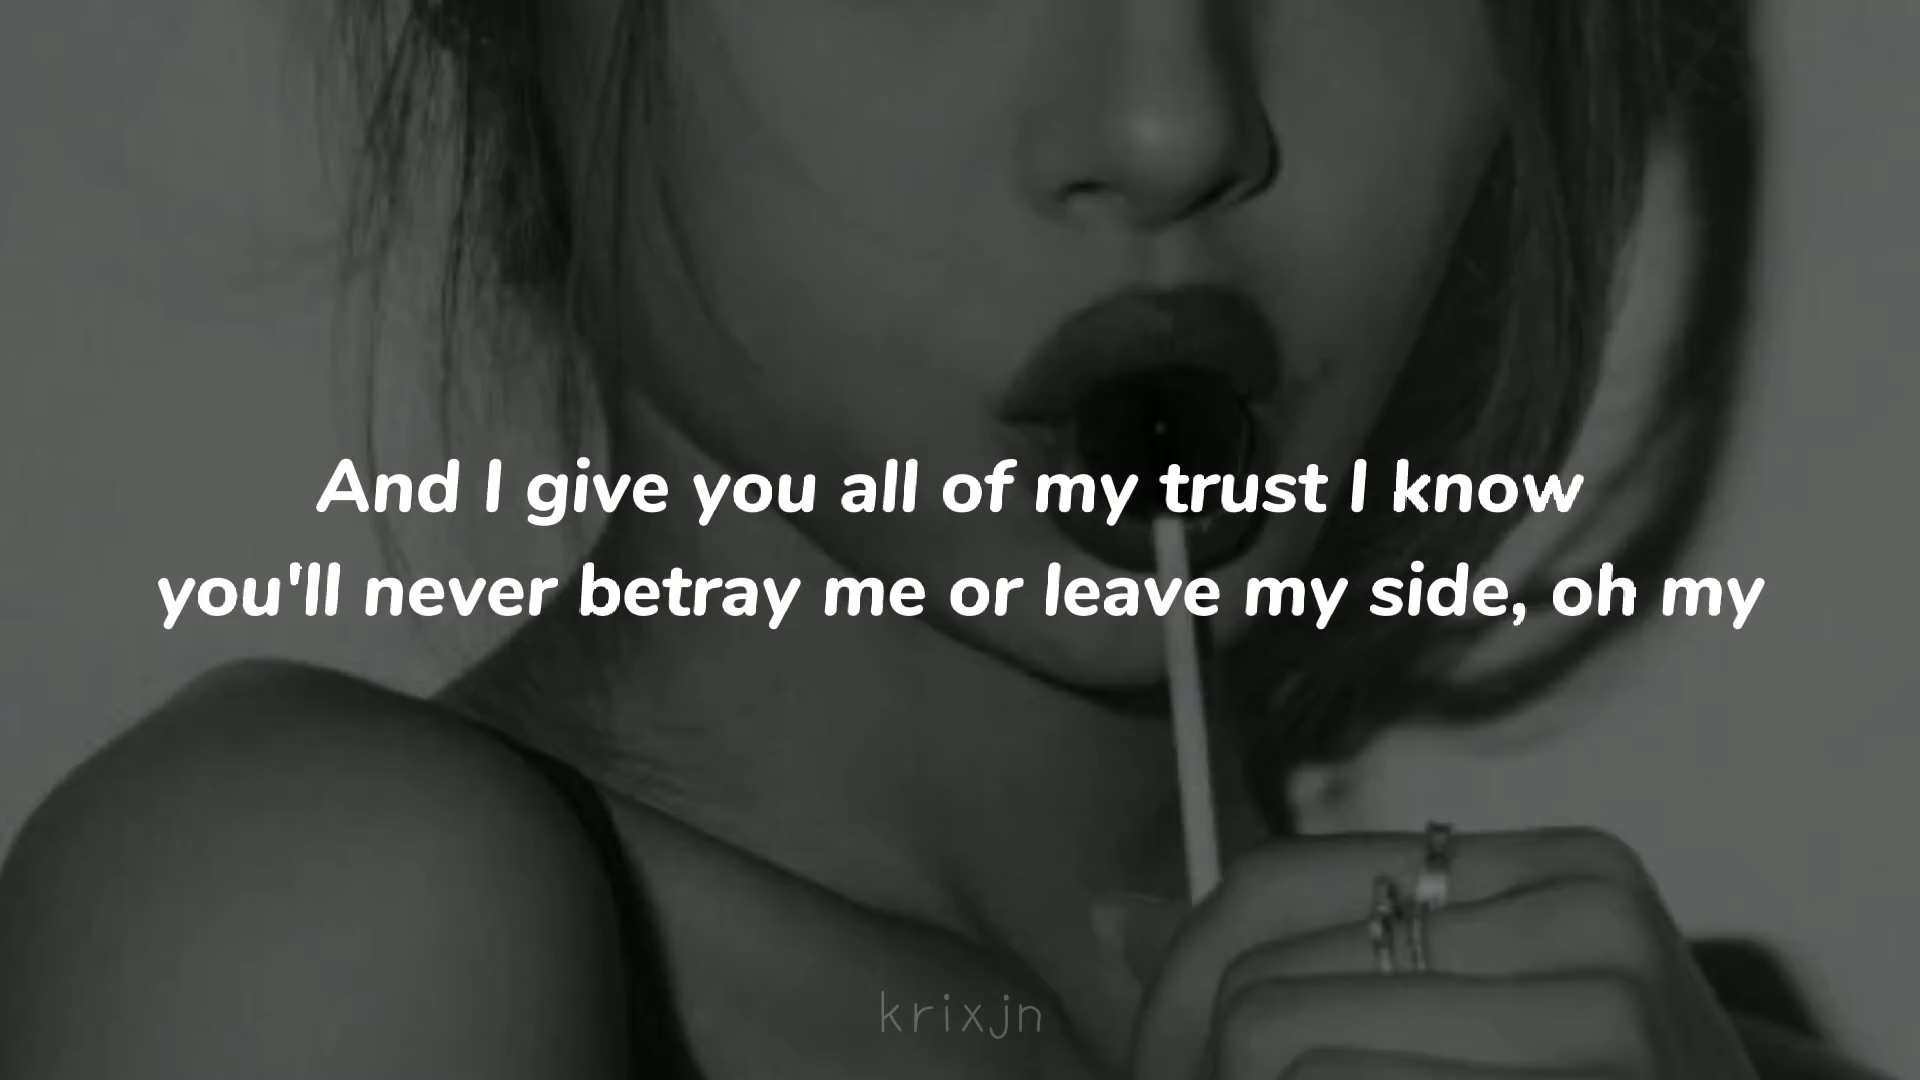 And I give you all of my trust I know
you'll never betray me or leave my side, oh my
krixjn